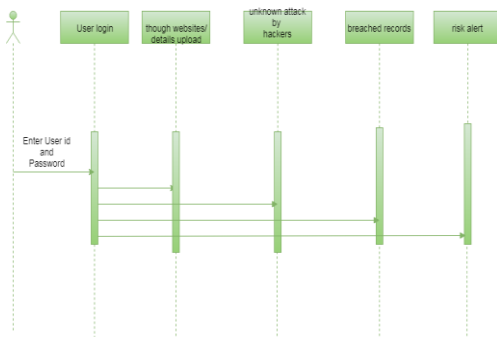 User login
though websites/
details upload
unknown attack
by
hackers
breached records
risk alert
Enter User id
and
Password